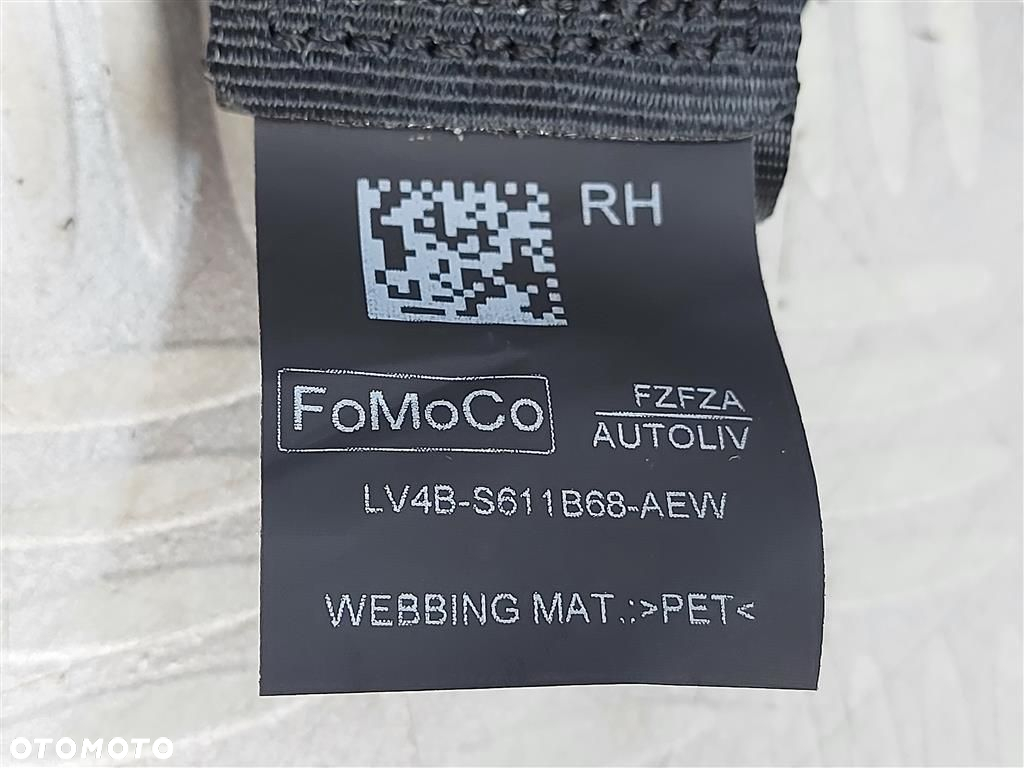 RH
FoMoCo
FZFZA
AUTOLIV
LV4B-S611B68-AEW
WEBBING MAT.:>PET<
OTOMOTO